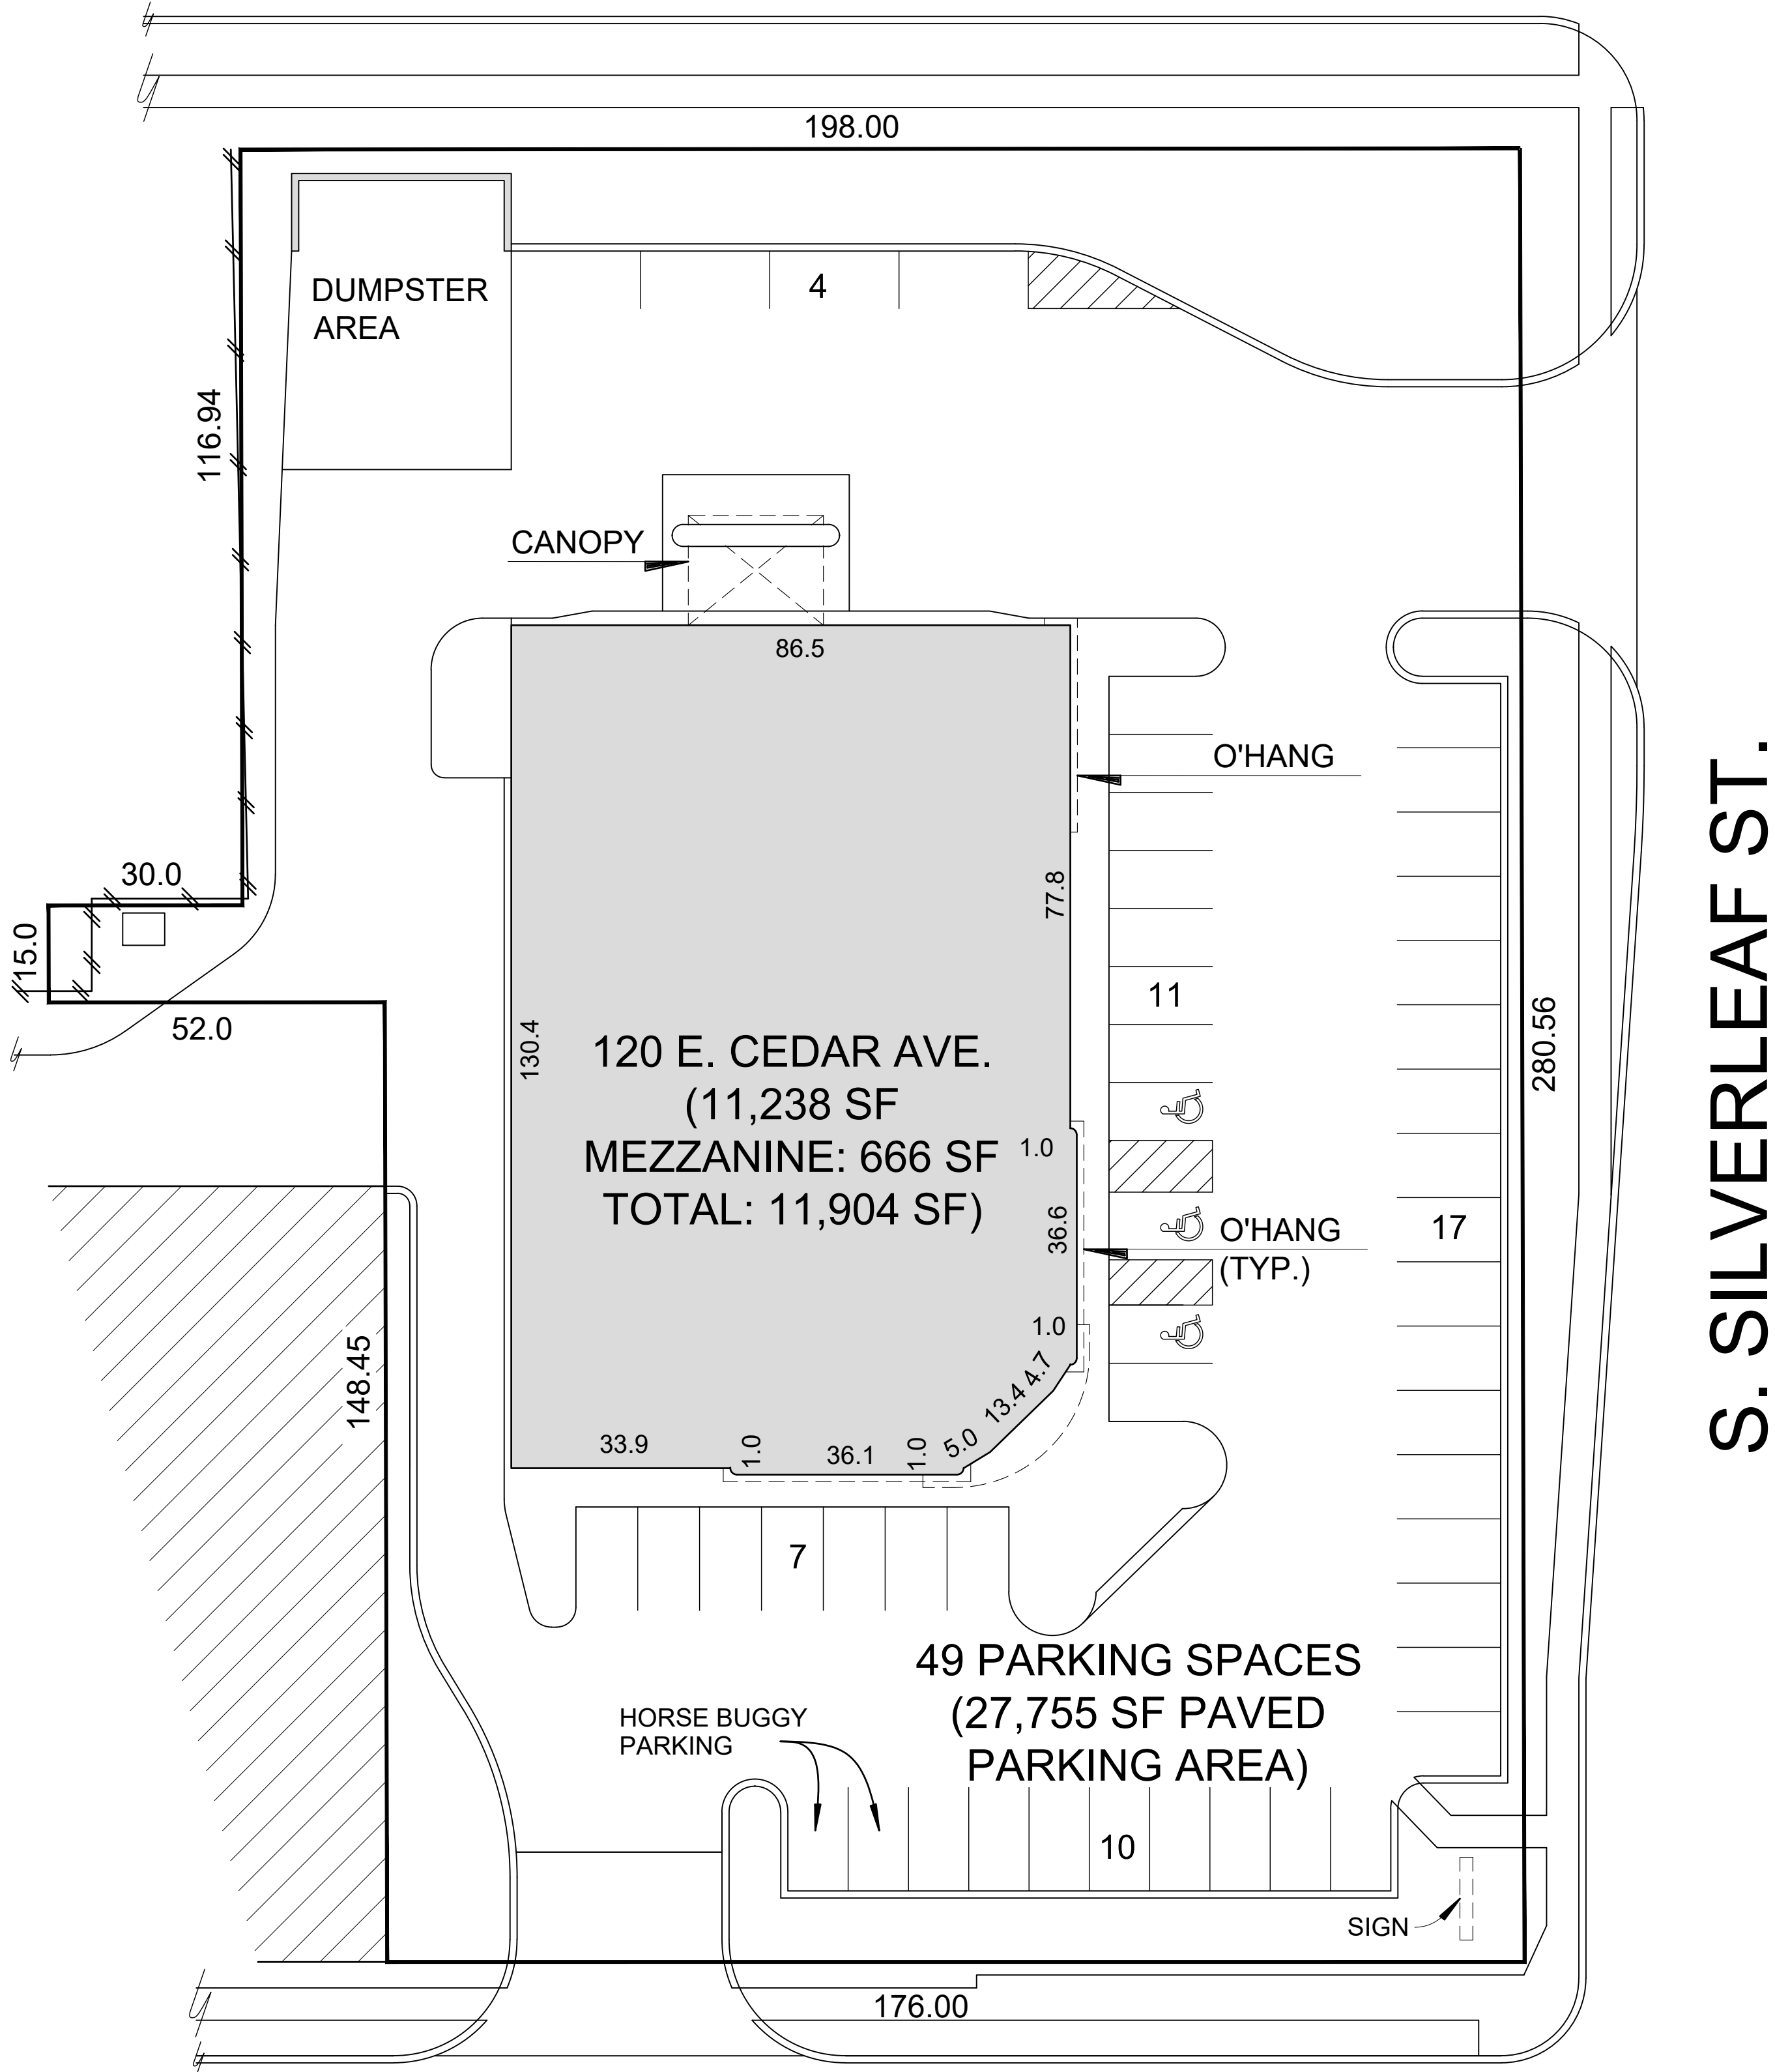 198.00
DUMPSTER
AREA
4
116.94
CANOPY
86.5
O'HANG
77.8
30.0
15.0
52.0
11
130.4
120 E. CEDAR AVE.
(11,238 SF
MEZZANINE: 666 SF
TOTAL: 11,904 SF)
1.0
36.6
O'HANG
(TYP.)
17
280.56
S. SILVERLEAF ST.
1.0
4.7
13.4
148.45
33.9
1.0
36.1
1.0
5.0
7
49 PARKING SPACES
(27,755 SF PAVED
PARKING AREA)
HORSE BUGGY
PARKING
10
SIGN
176.00